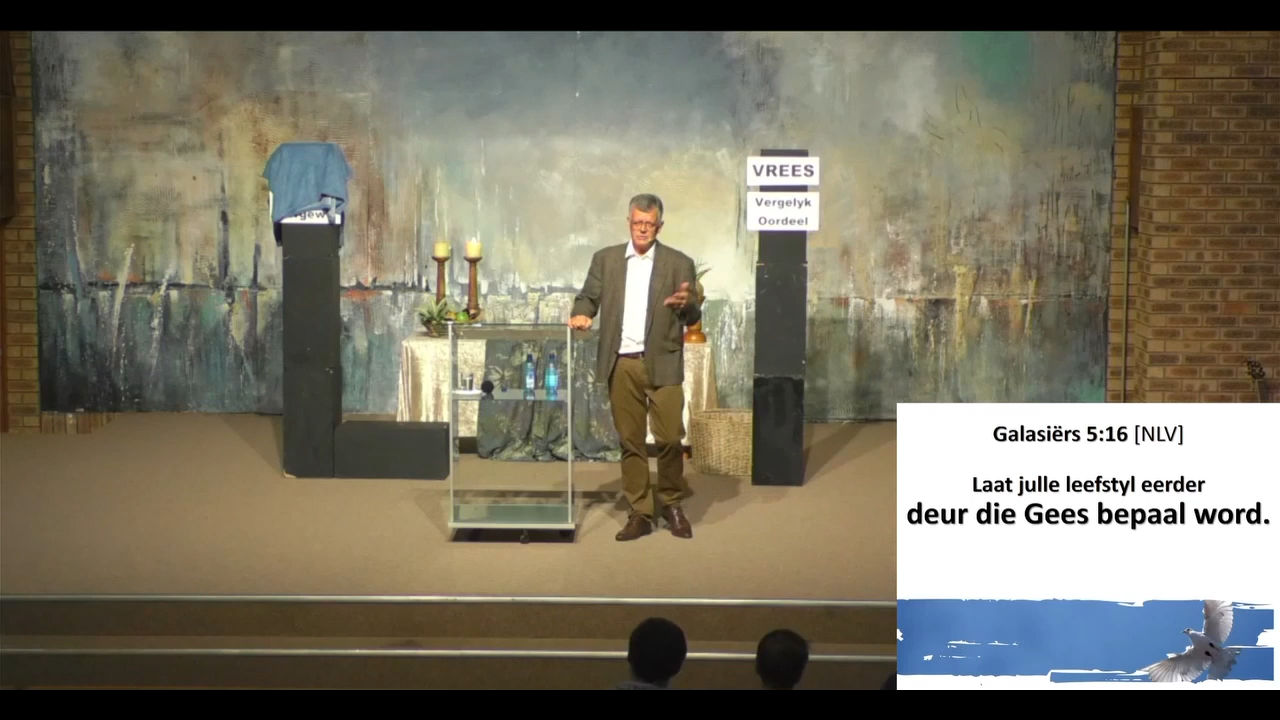 VREES
Vergelyk
Oordeel
Galasiërs 5:16 [NLV]
Laat julle leefstyl eerder
deur die Gees bepaal word.